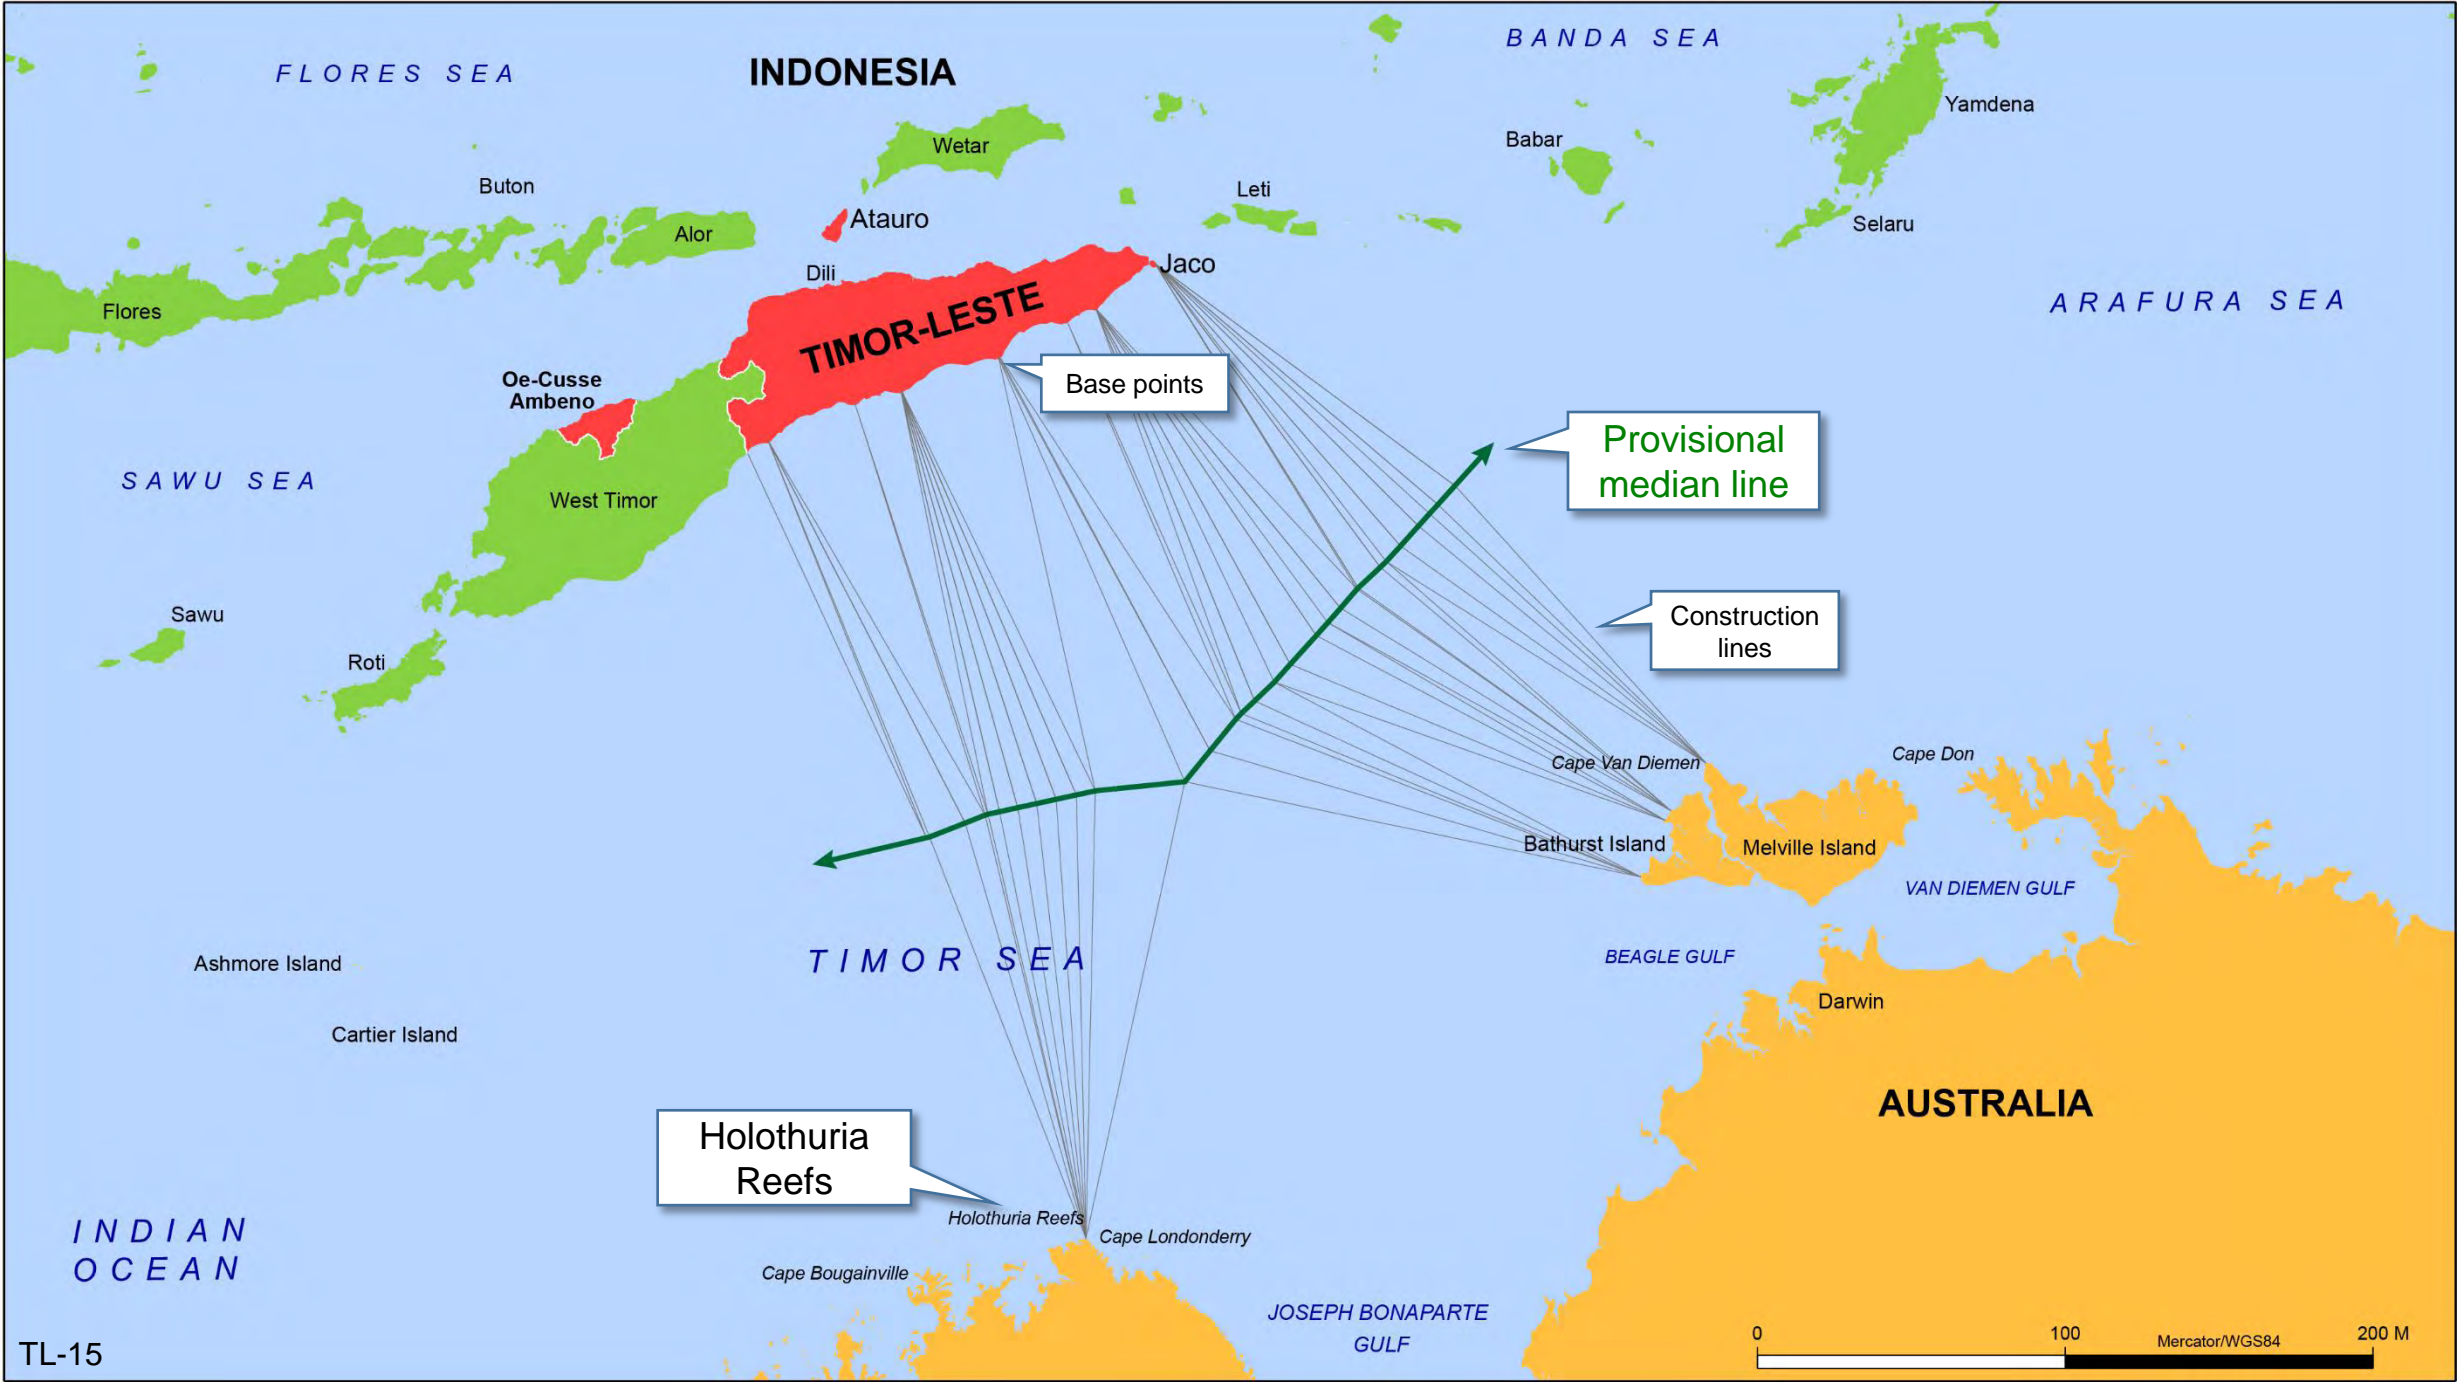 BANDA SEA
FLORES SEA
INDONESIA
Yamdena
Babar
Wetar
Buton
Leti
Atauro
Selaru
Alor
Jaco
Dili
ARAFURA SEA
Flores
TIMOR-LESTE
Oe-Cusse
Ambeno
Base points
Provisional
median line
SAWU SEA
West Timor
Sawu
Construction
lines
Roti
Cape Van Diemen
Cape Don
Bathurst Island
Melville Island
VAN DIEMEN GULF
TIMOR SEA
BEAGLE GULF
Ashmore Island
Darwin
Cartier Island
AUSTRALIA
Holothuria
Reefs
Holothuria Reefs
Cape Londonderry
INDIAN
OCEAN
Cape Bougainville
JOSEPH BONAPARTE
GULF
0 100 200 M
Mercator/WGS84
TL-15